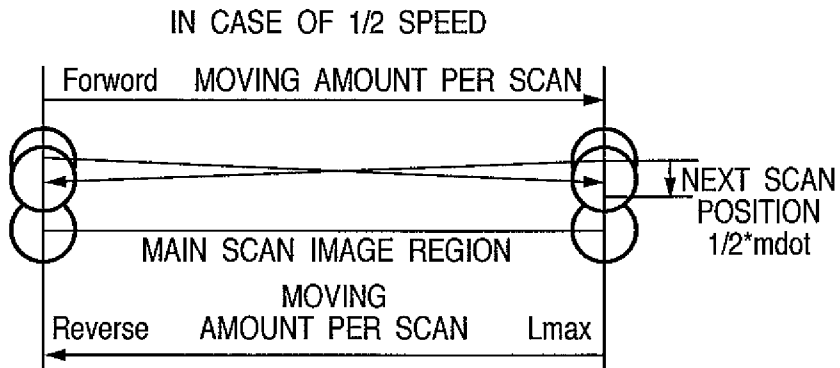 IN CASE OF 1/2 SPEED
Forword MOVING AMOUNT PER SCAN
NEXT SCAN
POSITION
1/2*mdot
MAIN SCAN IMAGE REGION
MOVING
Reverse AMOUNT PER SCAN Lmax